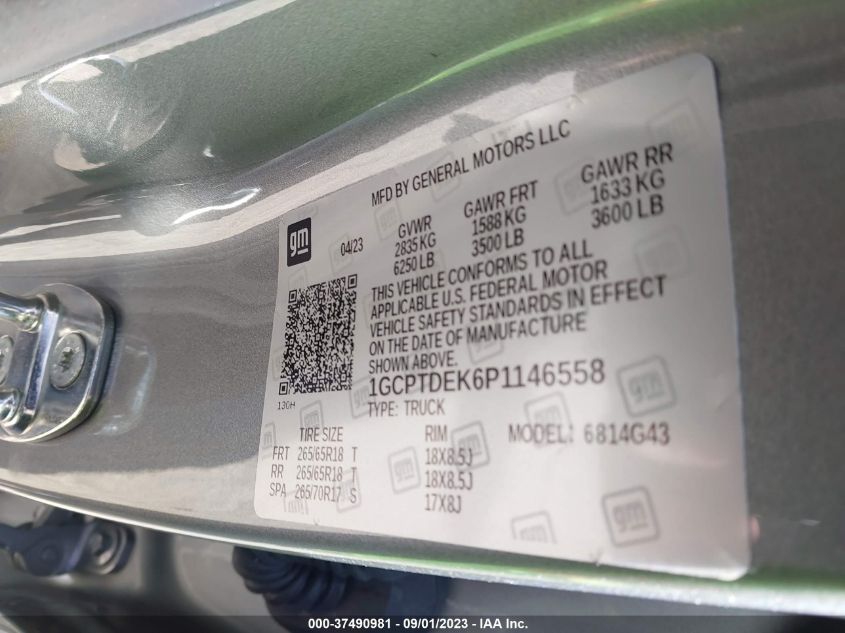 MFD BY GENERAL MOTORS LLC
gm
04/23
GVWR
2835 KG
6250 LB
GAWR FRT
1588 KG
3500 LB
GAWR RR
1633 KG
3600 LB
THIS VEHICLE CONFORMS TO ALL
APPLICABLE U.S. FEDERAL MOTOR
VEHICLE SAFETY STANDARDS IN EFFECT
ON THE DATE OF MANUFACTURE
SHOWN ABOVE.
1GCPTDEK6P1146558
130H
TYPE: TRUCK
MODEL: 6814G43
TIRE SIZE RIM
FRT 265/65R18 T 18X8.5J
RR 265/65R18 T 18X8.5J
SPA 265/70R17 S 17X8J
000-37490981 - 09/01/2023 - IAA Inc.